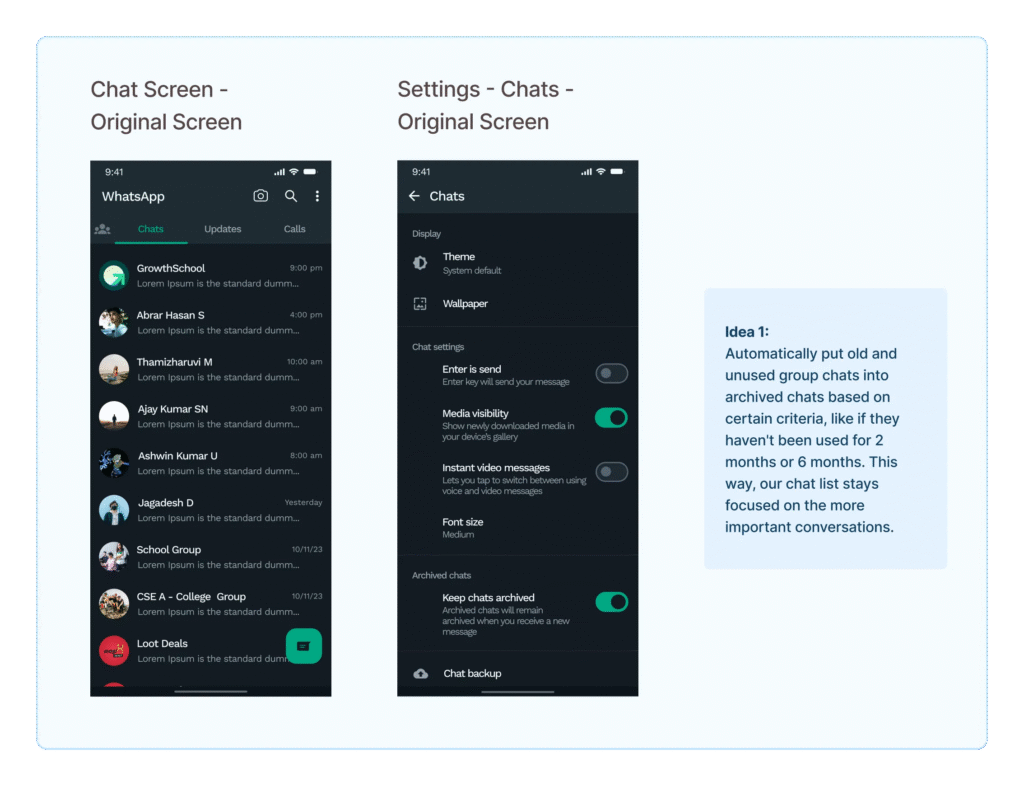 Chat Screen -
Original Screen
9:41
WhatsApp
Chats
Updates
Calls
GrowthSchool
9:00 pm
Lorem Ipsum is the standard dumm...
Abrar Hasan S
4:00 pm
Lorem Ipsum is the standard dumm...
Thamizharuvi M
10:00 am
Lorem Ipsum is the standard dumm...
Ajay Kumar SN
9:00 am
Lorem Ipsum is the standard dumm...
Ashwin Kumar U
8:00 am
Lorem Ipsum is the standard dumm...
Jagadesh D
Yesterday
Lorem Ipsum is the standard dumm...
School Group
10/11/23
Lorem Ipsum is the standard dumm...
CSE A - College Group
10/11/23
Lorem Ipsum is the standard dumm...
Loot Deals
Lorem Ipsum is the standard dumm
Settings - Chats -
Original Screen
9:41
Chats
Display
Theme
System default
Wallpaper
Chat settings
Enter is send
Enter key will send your message
Media visibility
Show newly downloaded media in
your device's gallery
Instant video messages
Lets you tap to switch between using
voice and video messages
Font size
Medium
Archived chats
Keep chats archived
Archived chats will remain
archived when you receive a new
message
Chat backup
Idea 1:
Automatically put old and
unused group chats into
archived chats based on
certain criteria, like if they
haven't been used for 2
months or 6 months. This
way, our chat list stays
focused on the more
important conversations.